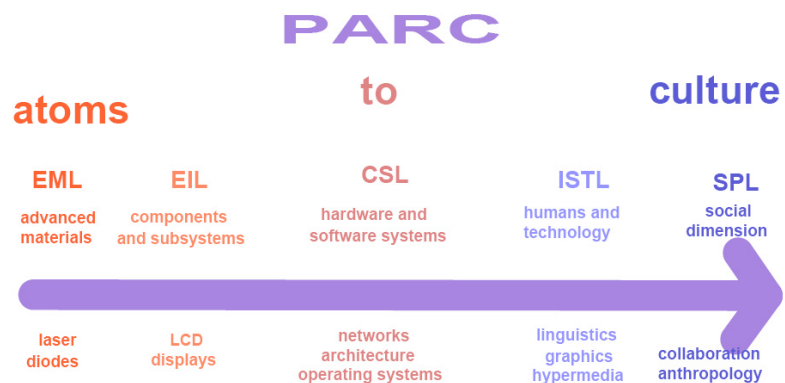 PARC
atoms
to
culture
EML
EIL
CSL
ISTL
SPL
advanced
materials
components
and subsystems
hardware and
software systems
humans and
technology
social
dimension
laser
diodes
LCD
displays
networks
architecture
operating systems
linguistics
graphics
hypermedia
collaboration
anthropology